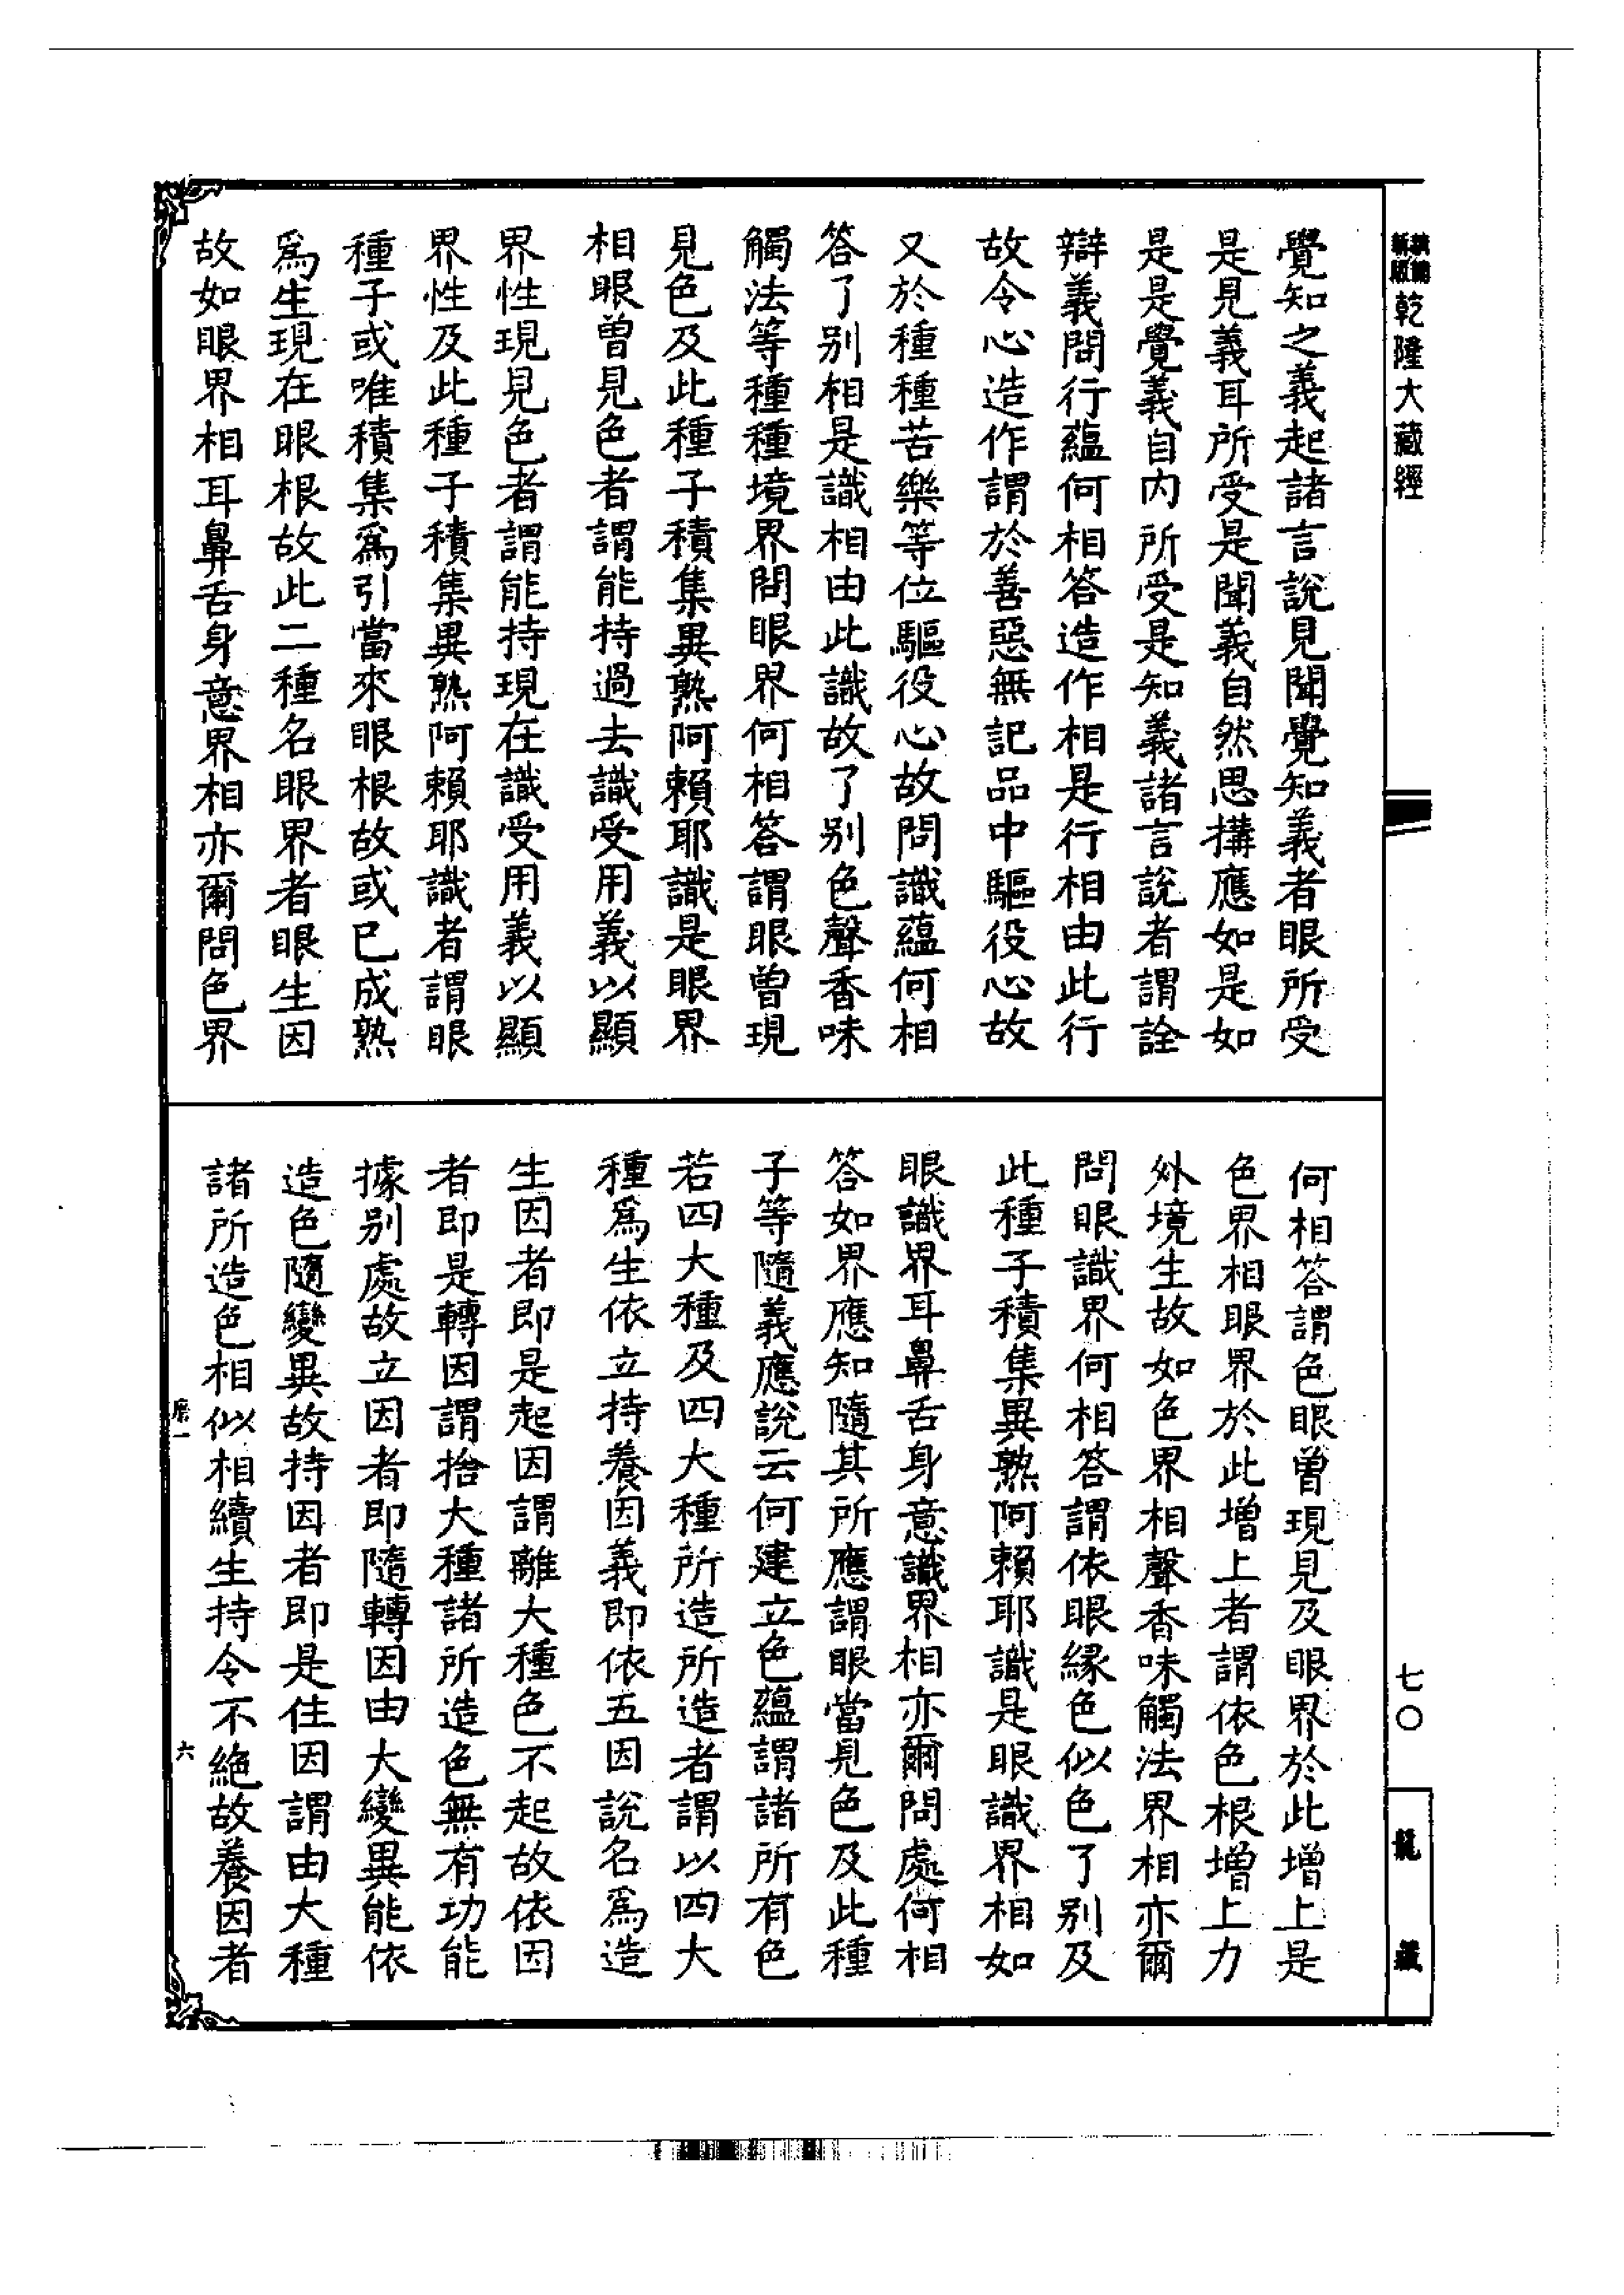 乾隆大藏經
七〇
覺知之義起諸言說見聞覺知義者眼所受
是見義耳所受是聞義自然思搆應如是如
是是覺義自内所受是知義諸言說者謂詮
辯義問行蘊何相答造作相是行相由此行
故令心造作謂於善惡無記品中驅役心故
又於種種苦樂等位驅役心故問識蘊何相
答了别相是識相由此識故了别色聲香味
觸法等種種境界問眼界何相答謂眼曾現
見色及此種子積集異熟阿賴耶識是眼界
相眼曾見色者謂能持過去識受用義以顯
界性現見色者謂能持現在識受用義以顯
界性及此種子積集異熟阿賴耶識者謂眼
種子或唯積集爲引當來眼根故或已成熟
爲生現在眼根故此二種名眼界者眼生因
故如眼界相耳鼻舌身意界相亦爾問色界
何相答謂色眼曾現見及眼界於此增上是
色界相眼界於此增上者謂依色根增上力
外境生故如色界相聲香味觸法界相亦爾
問眼識界何相答謂依眼緣色似色了别及
此種子積集異熟阿賴耶識是眼識界相如
眼識界耳鼻舌身意識界相亦爾問處何相
答如界應知隨其所應謂眼當見色及此種
子等隨義應說云何建立色蘊謂諸所有色
若四大種及四大種所造所造者謂以四大
種爲生依立持養因義即依五因說名爲造
生因者即是起因謂離大種色不起故依因
者即是轉因謂捨大種諸所造色無有功能
據别處故立因者即隨轉因由大變異能依
造色隨變異故持因者即是住因謂由大種
諸所造色相似相續生持令不絕故養因者
六